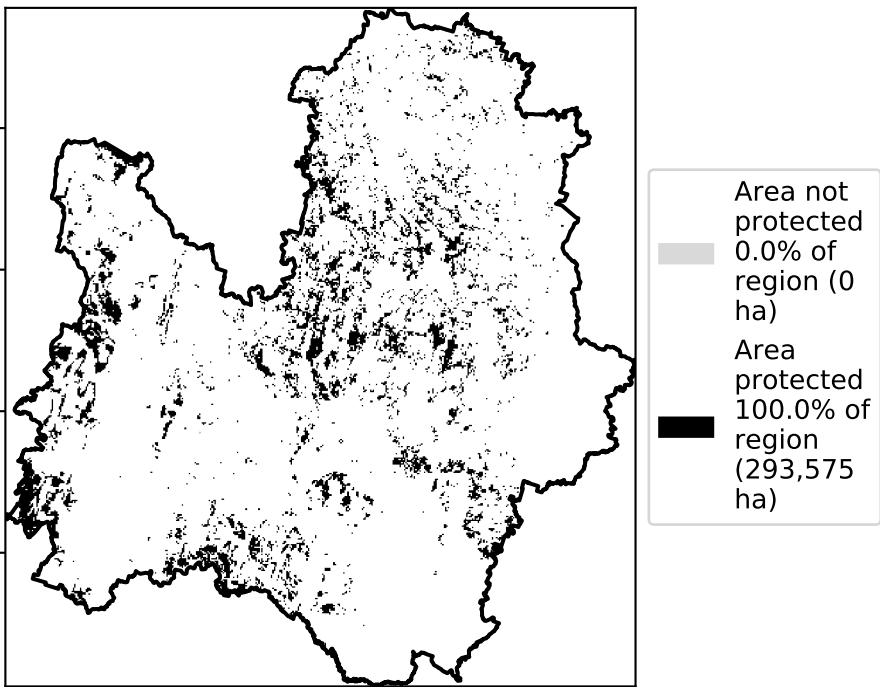 Area not
protected
0.0% of
region (0
ha)
Area
protected
100.0% of
region
(293,575
ha)